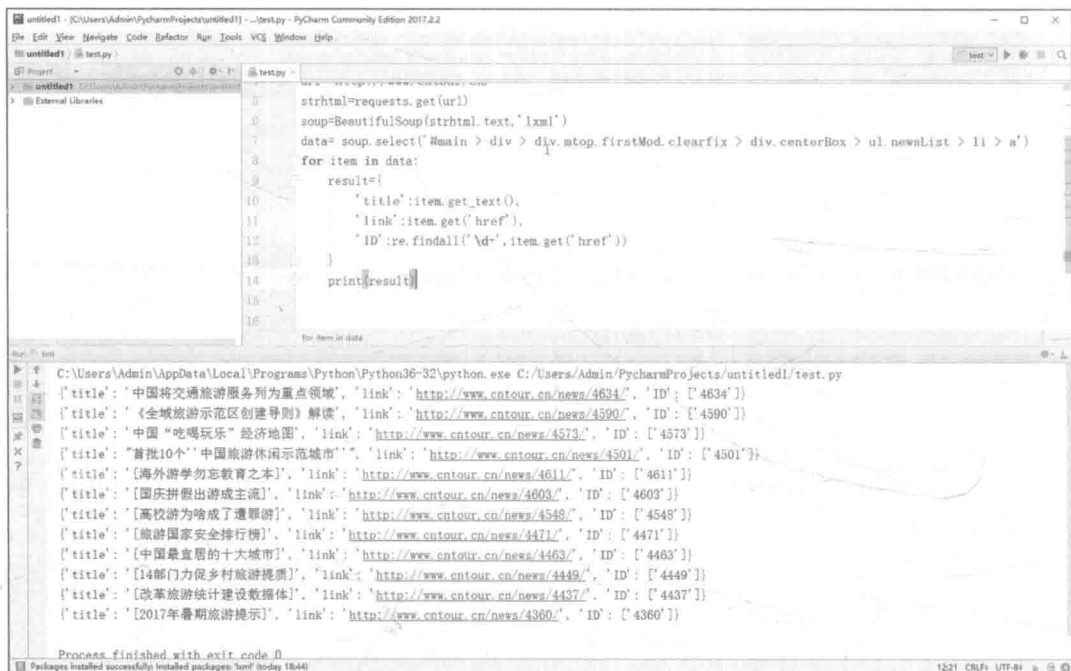 untitled1 - [C:\Users\Admin\PycharmProjects\untitled1] - ...\test.py - PyCharm Community Edition 2017.2.2
File Edit View Navigate Code Refactor Run Tools VCS Window Help
untitled1 test.py
test
Project
test.py
untitled1
External Libraries
5 strhtml=requests.get(url)
6 soup=BeautifulSoup(strhtml.text,'lxml')
7 data= soup.select('#main > div > div.mtop.firstMod.clearfix > div.centerBox > ul.newsList > li > a')
8 for item in data:
9 result={
10 'title':item.get_text(),
11 'link':item.get('href'),
12 'ID':re.findall('\d+',item.get('href'))
13 }
14 print(result)
15
16
for item in data
Run test
C:\Users\Admin\AppData\Local\Programs\Python\Python36-32\python.exe C:/Users/Admin/PycharmProjects/untitled1/test.py
{'title': '中国将交通旅游服务列为重点领域', 'link': 'http://www.cntour.cn/news/4634/', 'ID': ['4634']}
{'title': '《全域旅游示范区创建导则》解读', 'link': 'http://www.cntour.cn/news/4590/', 'ID': ['4590']}
{'title': '中国“吃喝玩乐”经济地图', 'link': 'http://www.cntour.cn/news/4573/', 'ID': ['4573']}
{'title': "首批10个''中国旅游休闲示范城市''", 'link': 'http://www.cntour.cn/news/4501/', 'ID': ['4501']}
{'title': '[海外游学勿忘教育之本]', 'link': 'http://www.cntour.cn/news/4611/', 'ID': ['4611']}
{'title': '[国庆拼假出游成主流]', 'link': 'http://www.cntour.cn/news/4603/', 'ID': ['4603']}
{'title': '[高校游为啥成了遭罪游]', 'link': 'http://www.cntour.cn/news/4548/', 'ID': ['4548']}
{'title': '[旅游国家安全排行榜]', 'link': 'http://www.cntour.cn/news/4471/', 'ID': ['4471']}
{'title': '[中国最宜居的十大城市]', 'link': 'http://www.cntour.cn/news/4463/', 'ID': ['4463']}
{'title': '[14部门力促乡村旅游提质]', 'link': 'http://www.cntour.cn/news/4449/', 'ID': ['4449']}
{'title': '[改革旅游统计建设数据体]', 'link': 'http://www.cntour.cn/news/4437/', 'ID': ['4437']}
{'title': '[2017年暑期旅游提示]', 'link': 'http://www.cntour.cn/news/4360/', 'ID': ['4360']}
Process finished with exit code 0
Packages installed successfully: Installed packages: 'lxml' (today 18:44)
12:21 CRLF÷ UTF-8÷